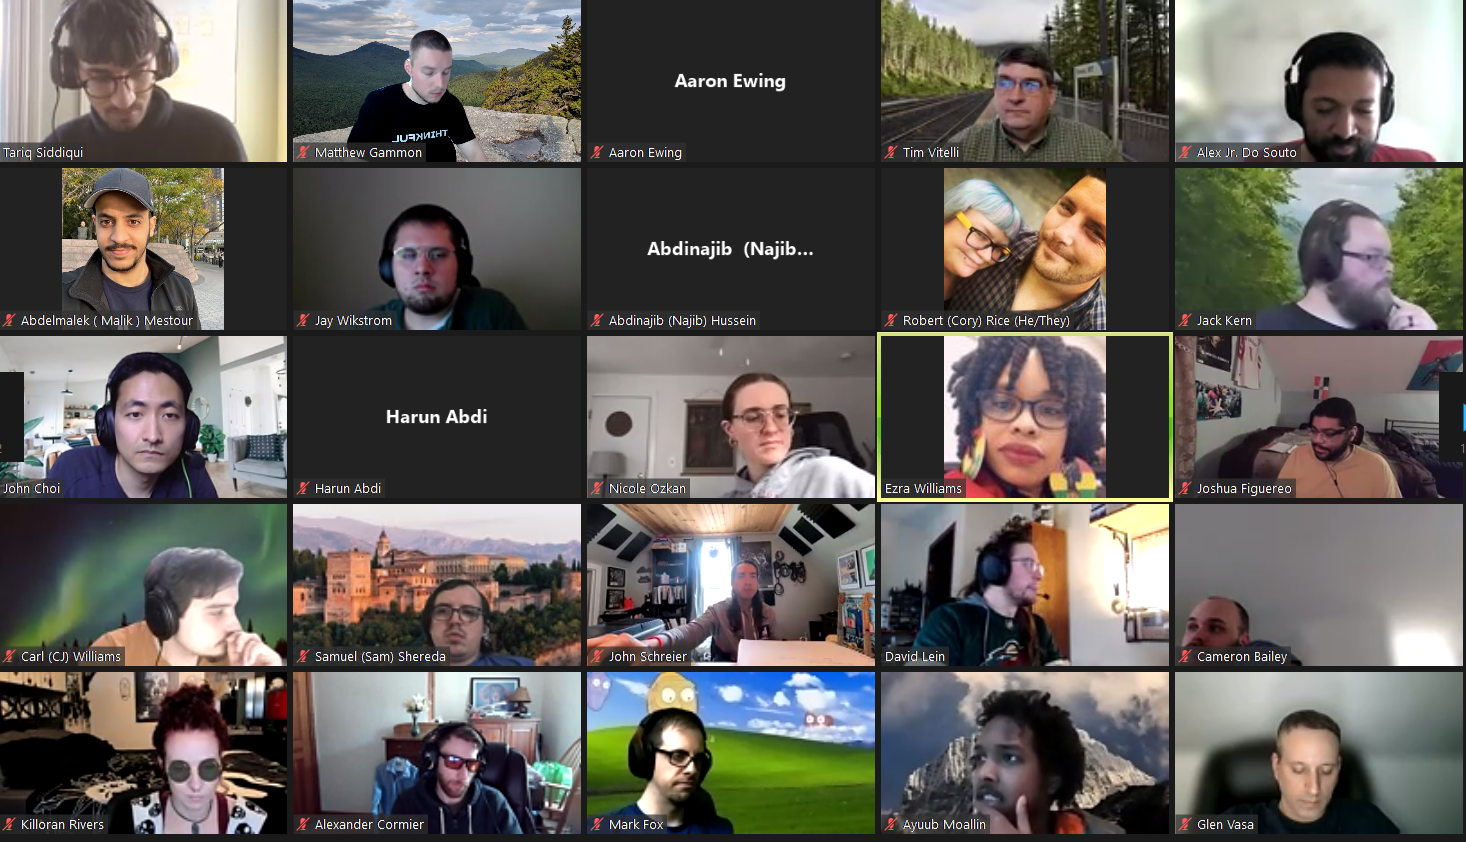 Tariq Siddiqui
THINKFUL
Matthew Gammon
Aaron Ewing
Aaron Ewing
Tim Vitelli
Alex Jr. Do Souto
Abdelmalek ( Malik ) Mestour
Jay Wikstrom
Abdinajib (Najib...
Abdinajib (Najib) Hussein
Robert (Cory) Rice (He/They)
Jack Kern
John Choi
Harun Abdi
Harun Abdi
Nicole Ozkan
Ezra Williams
Joshua Figuereo
Carl (CJ) Williams
Samuel (Sam) Shereda
John Schreier
David Lein
Cameron Bailey
Killoran Rivers
Alexander Cormier
Mark Fox
Ayuub Moallin
Glen Vasa